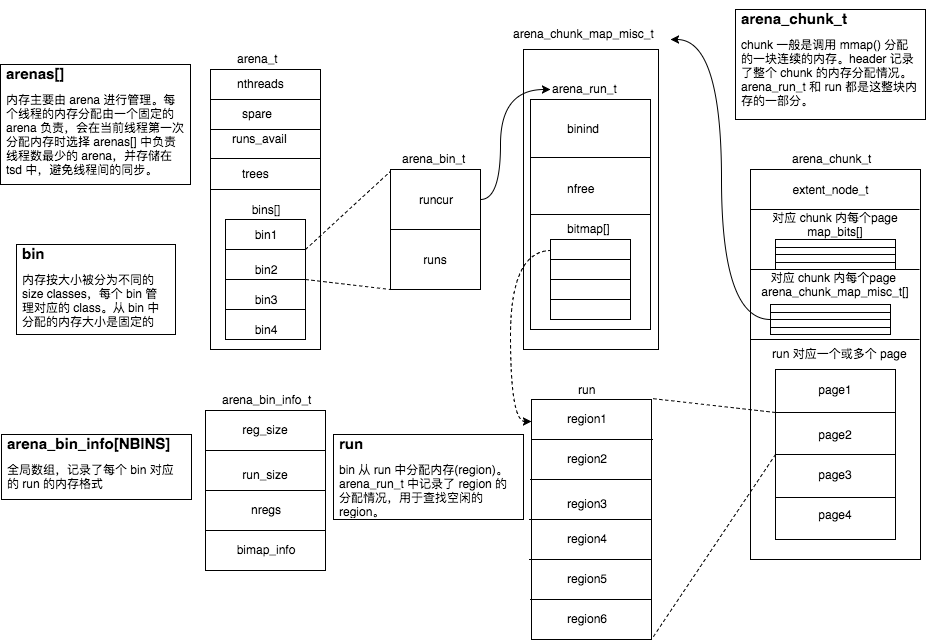 arenas[]
内存主要由 arena 进行管理。每
个线程的内存分配由一个固定的
arena 负责，会在当前线程第一次
分配内存时选择 arenas[] 中负责
线程数最少的 arena，并存储在
tsd 中，避免线程间的同步。
bin
内存按大小被分为不同的
size classes，每个 bin 管
理对应的 class。从 bin 中
分配的内存大小是固定的
arena_bin_info[NBINS]
全局数组，记录了每个 bin 对应
的 run 的内存格式
arena_t
nthreads
spare
runs_avail
trees
bins[]
bin1
bin2
bin3
bin4
arena_bin_info_t
reg_size
run_size
nregs
bimap_info
arena_bin_t
runcur
runs
run
bin 从 run 中分配内存(region)。
arena_run_t 中记录了 region 的
分配情况，用于查找空闲的
region。
arena_chunk_map_misc_t
arena_run_t
binind
nfree
bitmap[]
run
region1
region2
region3
region4
region5
region6
arena_chunk_t
chunk 一般是调用 mmap() 分配
的一块连续的内存。header 记录
了整个 chunk 的内存分配情况。
arena_run_t 和 run 都是这整块内
存的一部分。
arena_chunk_t
extent_node_t
对应 chunk 内每个page
map_bits[]
对应 chunk 内每个page
arena_chunk_map_misc_t[]
run 对应一个或多个 page
page1
page2
page3
page4